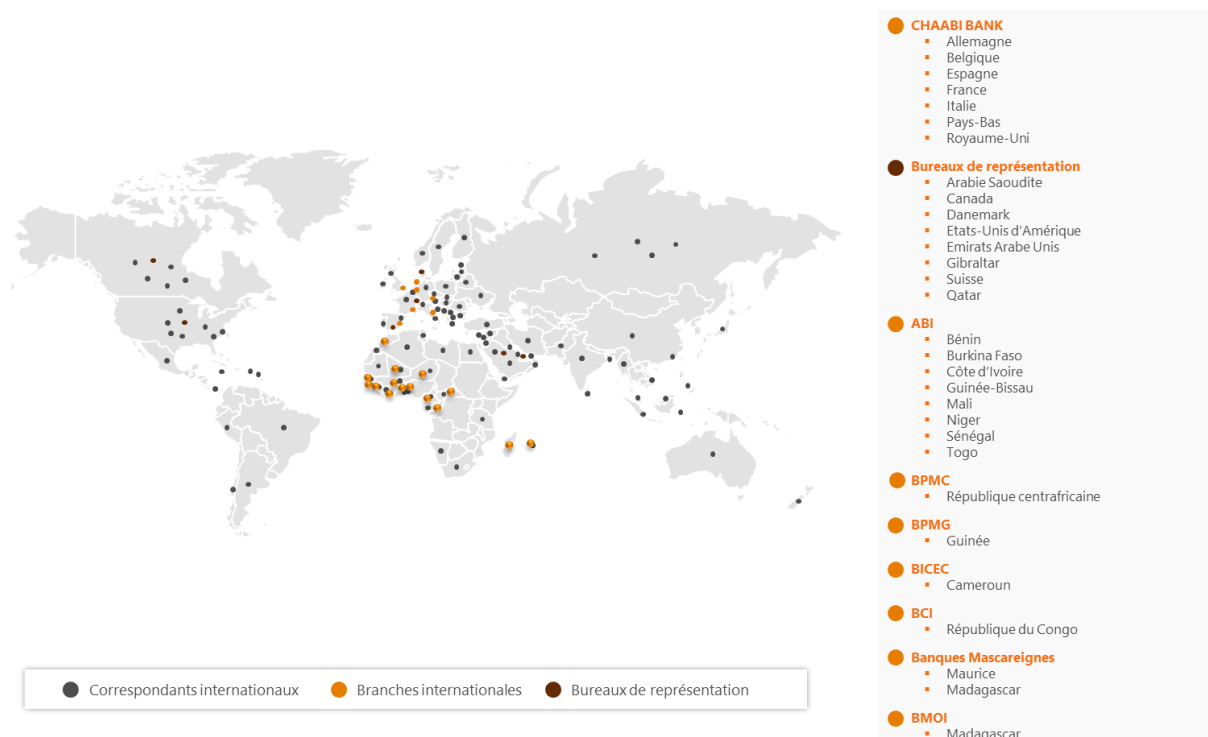 CHAABI BANK
Allemagne
Belgique
Espagne
France
Italie
Pays-Bas
Royaume-Uni
Bureaux de représentation
Arabie Saoudite
Canada
Danemark
Etats-Unis d'Amérique
Emirats Arabe Unis
Gibraltar
Suisse
Qatar
ABI
Bénin
Burkina Faso
Côte d'Ivoire
Guinée-Bissau
Mali
Niger
Sénégal
Togo
BPMC
République centrafricaine
BPMG
Guinée
BICEC
Cameroun
BCI
République du Congo
Banques Mascareignes
Maurice
Madagascar
BMOI
Madagascar
Correspondants internationaux
Branches internationales
Bureaux de représentation